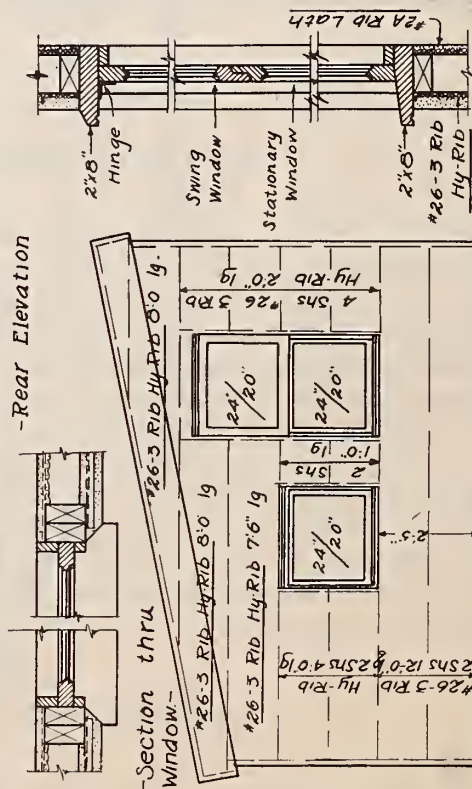 -Rear Elevation
-Section thru
Window-
#26-3 Rib Hy-Rib 8'-0" lg.
#26-3 Rib Hy-Rib 8'-0" lg
#26-3 Rib Hy-Rib 7'-6" lg
4 Shs #26 3 Rib
Hy-Rib 2'-0" lg
24"/20"
24"/20"
24"/20"
2 Shs
1'-0" lg
2'-5"
#26-3 Rib Hy-Rib
2 Shs 12'-0" lg 2 Shs 4'-0 lg
2"x8"
Hinge
Swing
Window
Stationary
Window
2"x8"
#26-3 Rib
Hy-Rib
#2A Rib Lath